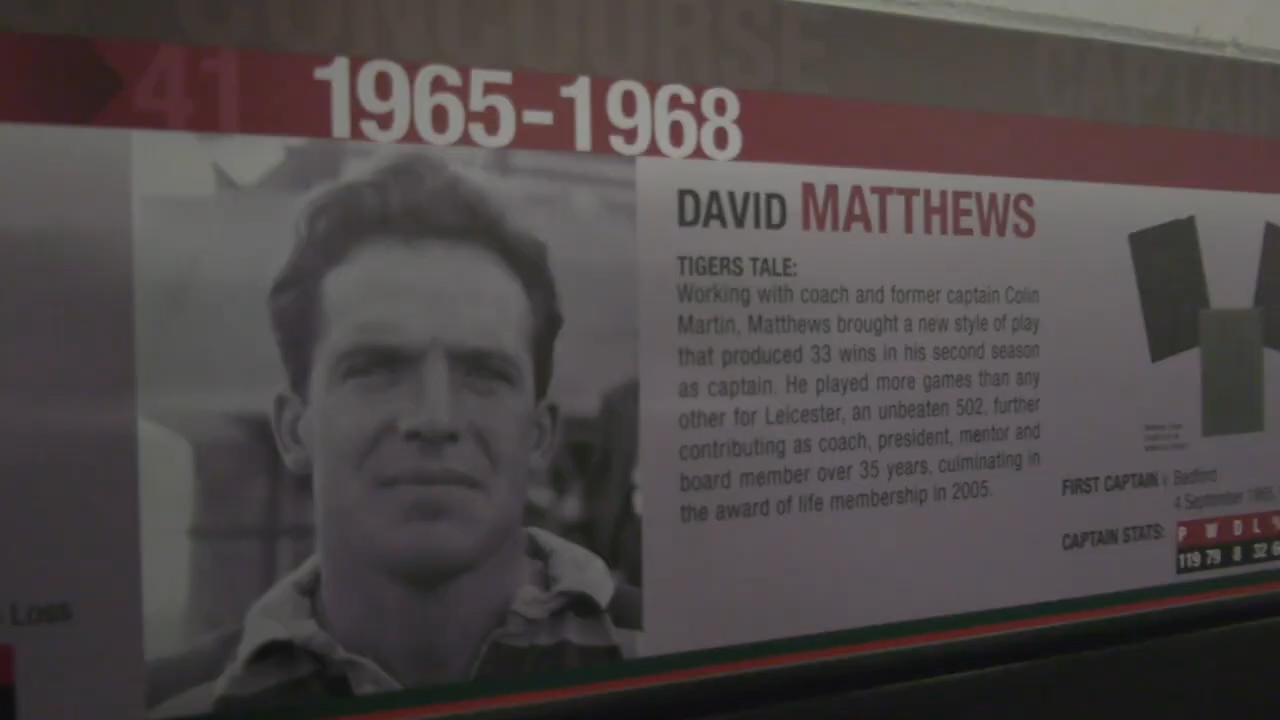 CONCOURSE
CAPTAIN
41
1965-1968
DAVID MATTHEWS
TIGERS TALE:
Working with coach and former captain Colin
Martin, Matthews brought a new style of play
that produced 33 wins in his second season
as captain. He played more games than any
other for Leicester, an unbeaten 502, further
contributing as coach, president, mentor and
board member over 35 years, culminating in
the award of life membership in 2005.
FIRST CAPTAIN v Bedford
4 September 1965,
CAPTAIN STATS:
P W D L
119 79 8 32
Loss